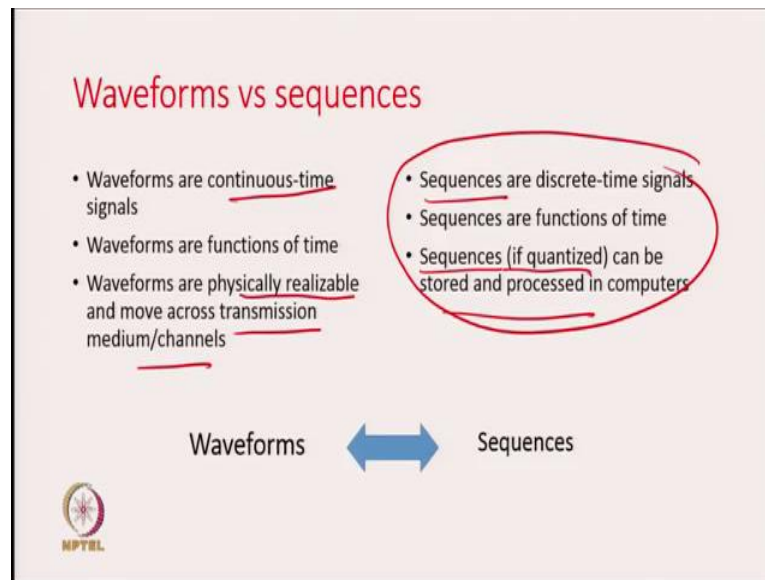 Waveforms vs sequences
• Waveforms are continuous-time
signals
• Waveforms are functions of time
• Waveforms are physically realizable
and move across transmission
medium/channels
• Sequences are discrete-time signals
• Sequences are functions of time
• Sequences (if quantized) can be
stored and processed in computers
Waveforms
Sequences
NPTEL